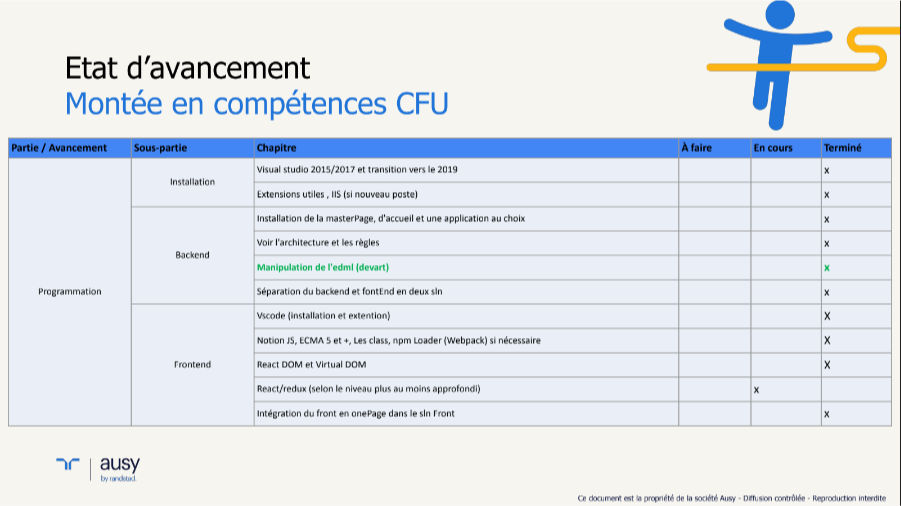 Etat d'avancement
Montée en compétences CFU
Partie / Avancement Sous-partie Chapitre À faire En cours Terminé
Visual studio 2015/2017 et transition vers le 2019 x
Installation
Extensions utiles , IIS (si nouveau poste) x
Installation de la masterPage, d'accueil et une application au choix x
Voir l'architecture et les règles x
Backend
Manipulation de l'edml (devart) x
Programmation
Séparation du backend et fontEnd en deux sln x
Vscode (installation et extention) X
Notion JS, ECMA 5 et +, Les class, npm Loader (Webpack) si nécessaire X
Frontend
React DOM et Virtual DOM X
React/redux (selon le niveau plus au moins approfondi) x
Intégration du front en onePage dans le sln Front x
ausy
by randstad.
Ce document est la propriété de la société Ausy - Diffusion contrôlée - Reproduction interdite